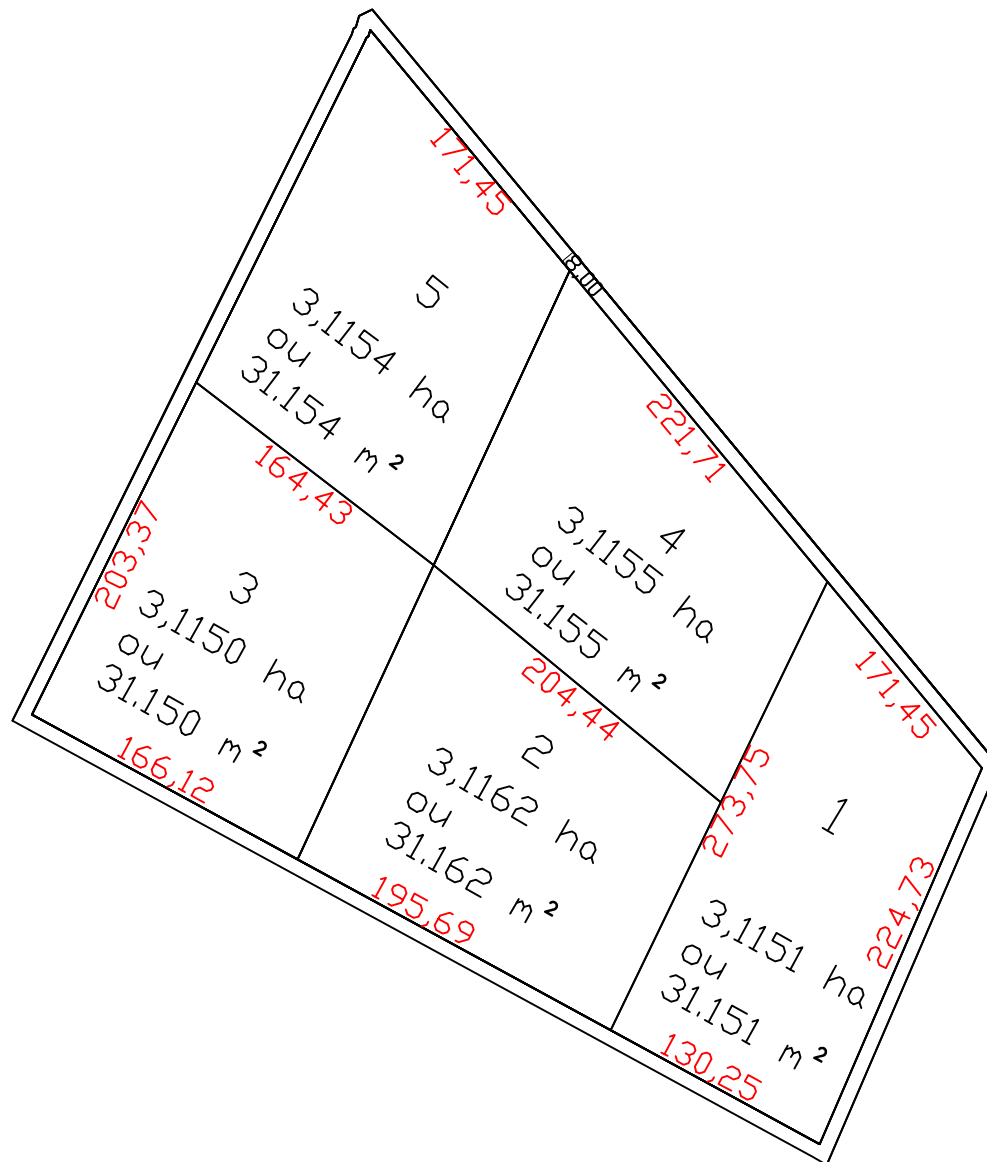 171,45
8,00
5
3,1154 ha
ou
31.154 m²
221,71
164,43
4
3,1155 ha
ou
31.155 m²
203,37
3
3,1150 ha
ou
31.150 m²
171,45
204,44
166,12
2
3,1162 ha
ou
31.162 m²
273,75
1
224,73
195,69
3,1151 ha
ou
31.151 m²
130,25